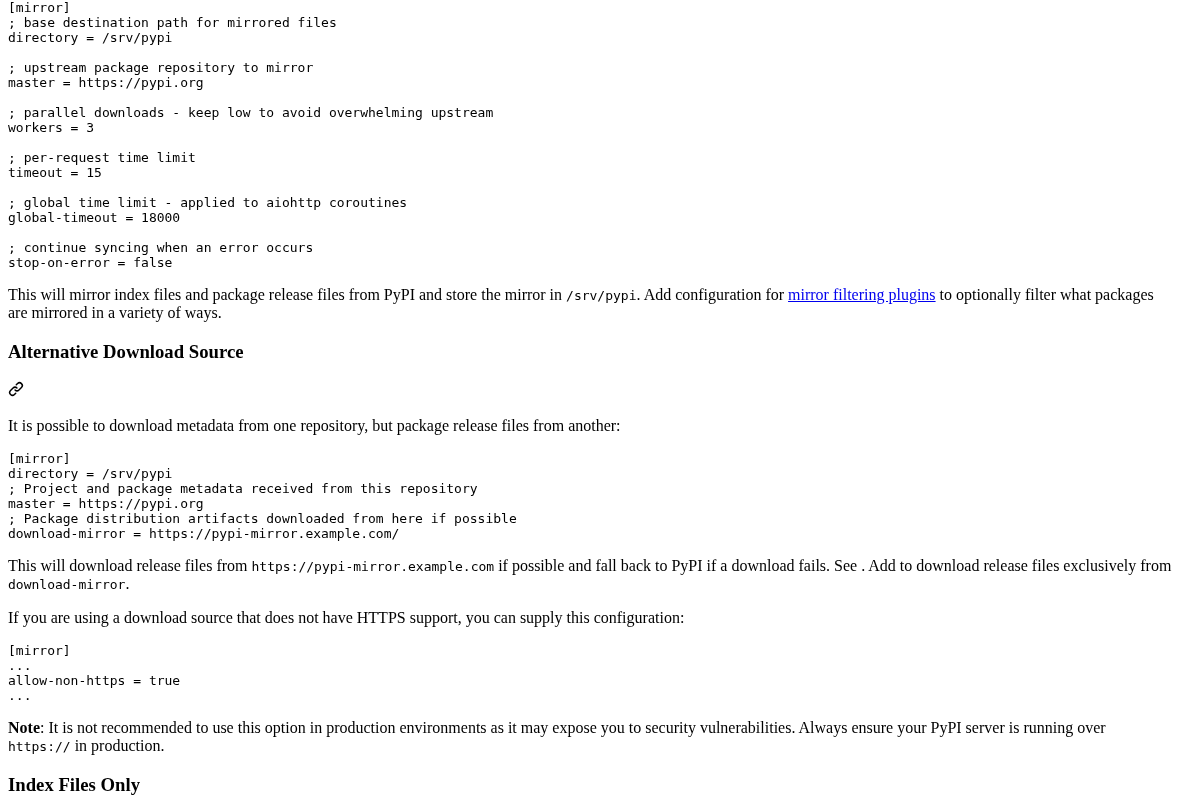 [mirror]
; base destination path for mirrored files
directory = /srv/pypi
; upstream package repository to mirror
master = https://pypi.org
; parallel downloads - keep low to avoid overwhelming upstream
workers = 3
; per-request time limit
timeout = 15
; global time limit - applied to aiohttp coroutines
global-timeout = 18000
; continue syncing when an error occurs
stop-on-error = false
This will mirror index files and package release files from PyPI and store the mirror in /srv/pypi. Add configuration for mirror filtering plugins to optionally filter what packages
are mirrored in a variety of ways.
Alternative Download Source
It is possible to download metadata from one repository, but package release files from another:
[mirror]
directory = /srv/pypi
; Project and package metadata received from this repository
master = https://pypi.org
; Package distribution artifacts downloaded from here if possible
download-mirror = https://pypi-mirror.example.com/
This will download release files from https://pypi-mirror.example.com if possible and fall back to PyPI if a download fails. See . Add to download release files exclusively from
download-mirror.
If you are using a download source that does not have HTTPS support, you can supply this configuration:
[mirror]
...
allow-non-https = true
...
Note: It is not recommended to use this option in production environments as it may expose you to security vulnerabilities. Always ensure your PyPI server is running over
https:// in production.
Index Files Only